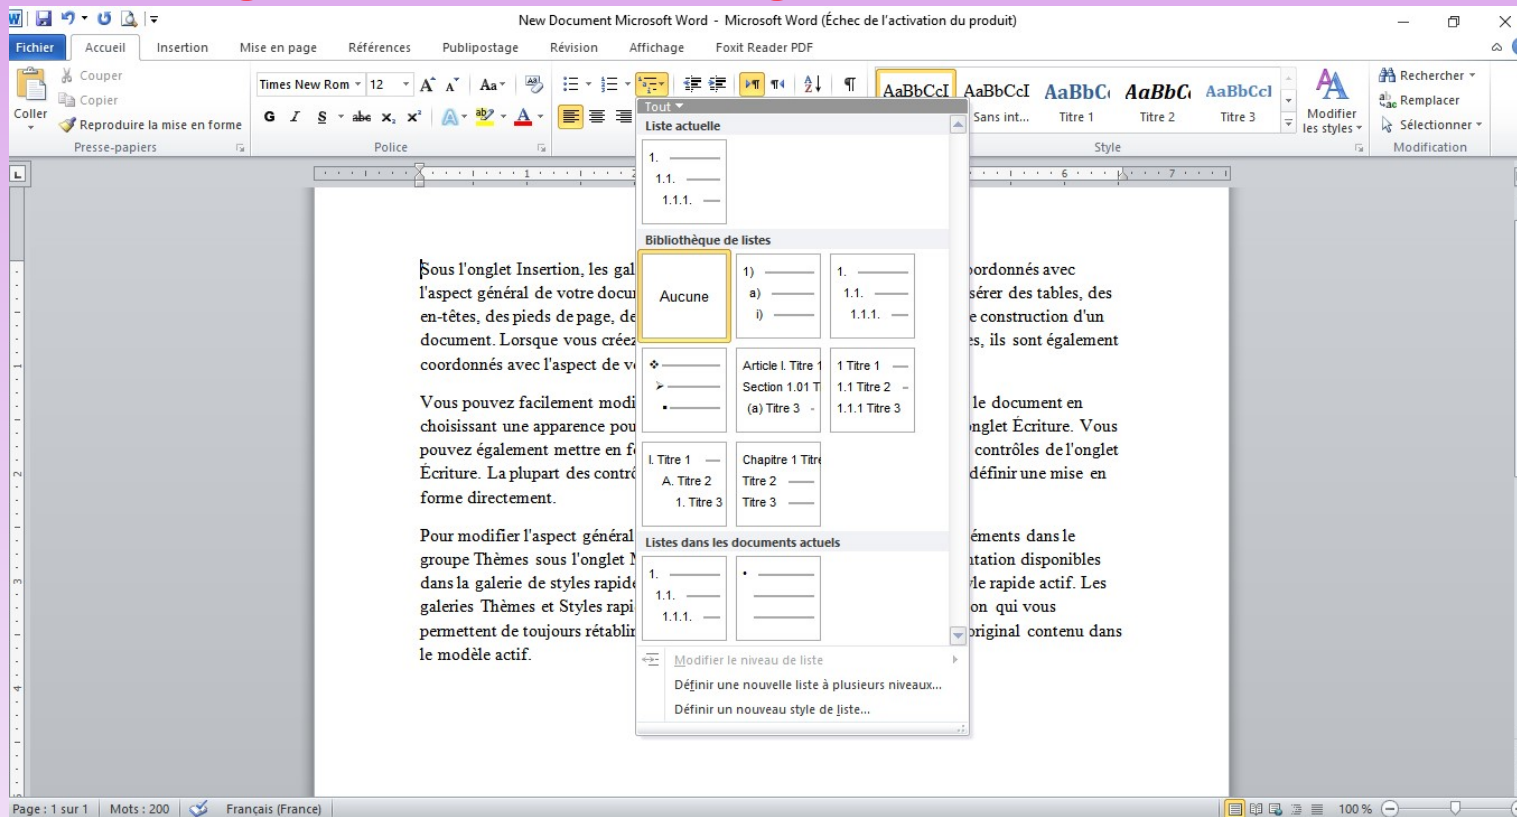 New Document Microsoft Word - Microsoft Word (Échec de l'activation du produit)
Fichier Accueil Insertion Mise en page Références Publipostage Révision Affichage Foxit Reader PDF
Coller
Couper
Copier
Reproduire la mise en forme
Presse-papiers
Times New Rom 12
G I S abe X₂ X²
Police
AaBbCcI AaBbCcI AaBbC AaBbC AaBbCcl
Sans int... Titre 1 Titre 2 Titre 3
Modifier
les styles
Style
Rechercher
Remplacer
Sélectionner
Modification
Tout
Liste actuelle
1.
1.1.
1.1.1.
Bibliothèque de listes
Aucune
1)
a)
i)
1.
1.1.
1.1.1.
Article I. Titre 1
Section 1.01 T
(a) Titre 3
1 Titre 1
1.1 Titre 2
1.1.1 Titre 3
I. Titre 1
A. Titre 2
1. Titre 3
Chapitre 1 Titre
Titre 2
Titre 3
Listes dans les documents actuels
1.
1.1.
1.1.1.
Modifier le niveau de liste
Définir une nouvelle liste à plusieurs niveaux...
Définir un nouveau style de liste...
1 2 6 7
Sous l'onglet Insertion, les gal ordonnés avec
l'aspect général de votre docu sérer des tables, des
en-têtes, des pieds de page, de e construction d'un
document. Lorsque vous créez es, ils sont également
coordonnés avec l'aspect de v
Vous pouvez facilement modi le document en
choisissant une apparence pou onglet Écriture. Vous
pouvez également mettre en f contrôles de l'onglet
Écriture. La plupart des contrô définir une mise en
forme directement.
Pour modifier l'aspect général éments dans le
groupe Thèmes sous l'onglet M ntation disponibles
dans la galerie de styles rapide le rapide actif. Les
galeries Thèmes et Styles rapi on qui vous
permettent de toujours rétablir original contenu dans
le modèle actif.
Page : 1 sur 1 Mots : 200 Français (France) 100 %